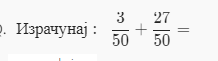 . Израчунај : 3/50 + 27/50 =